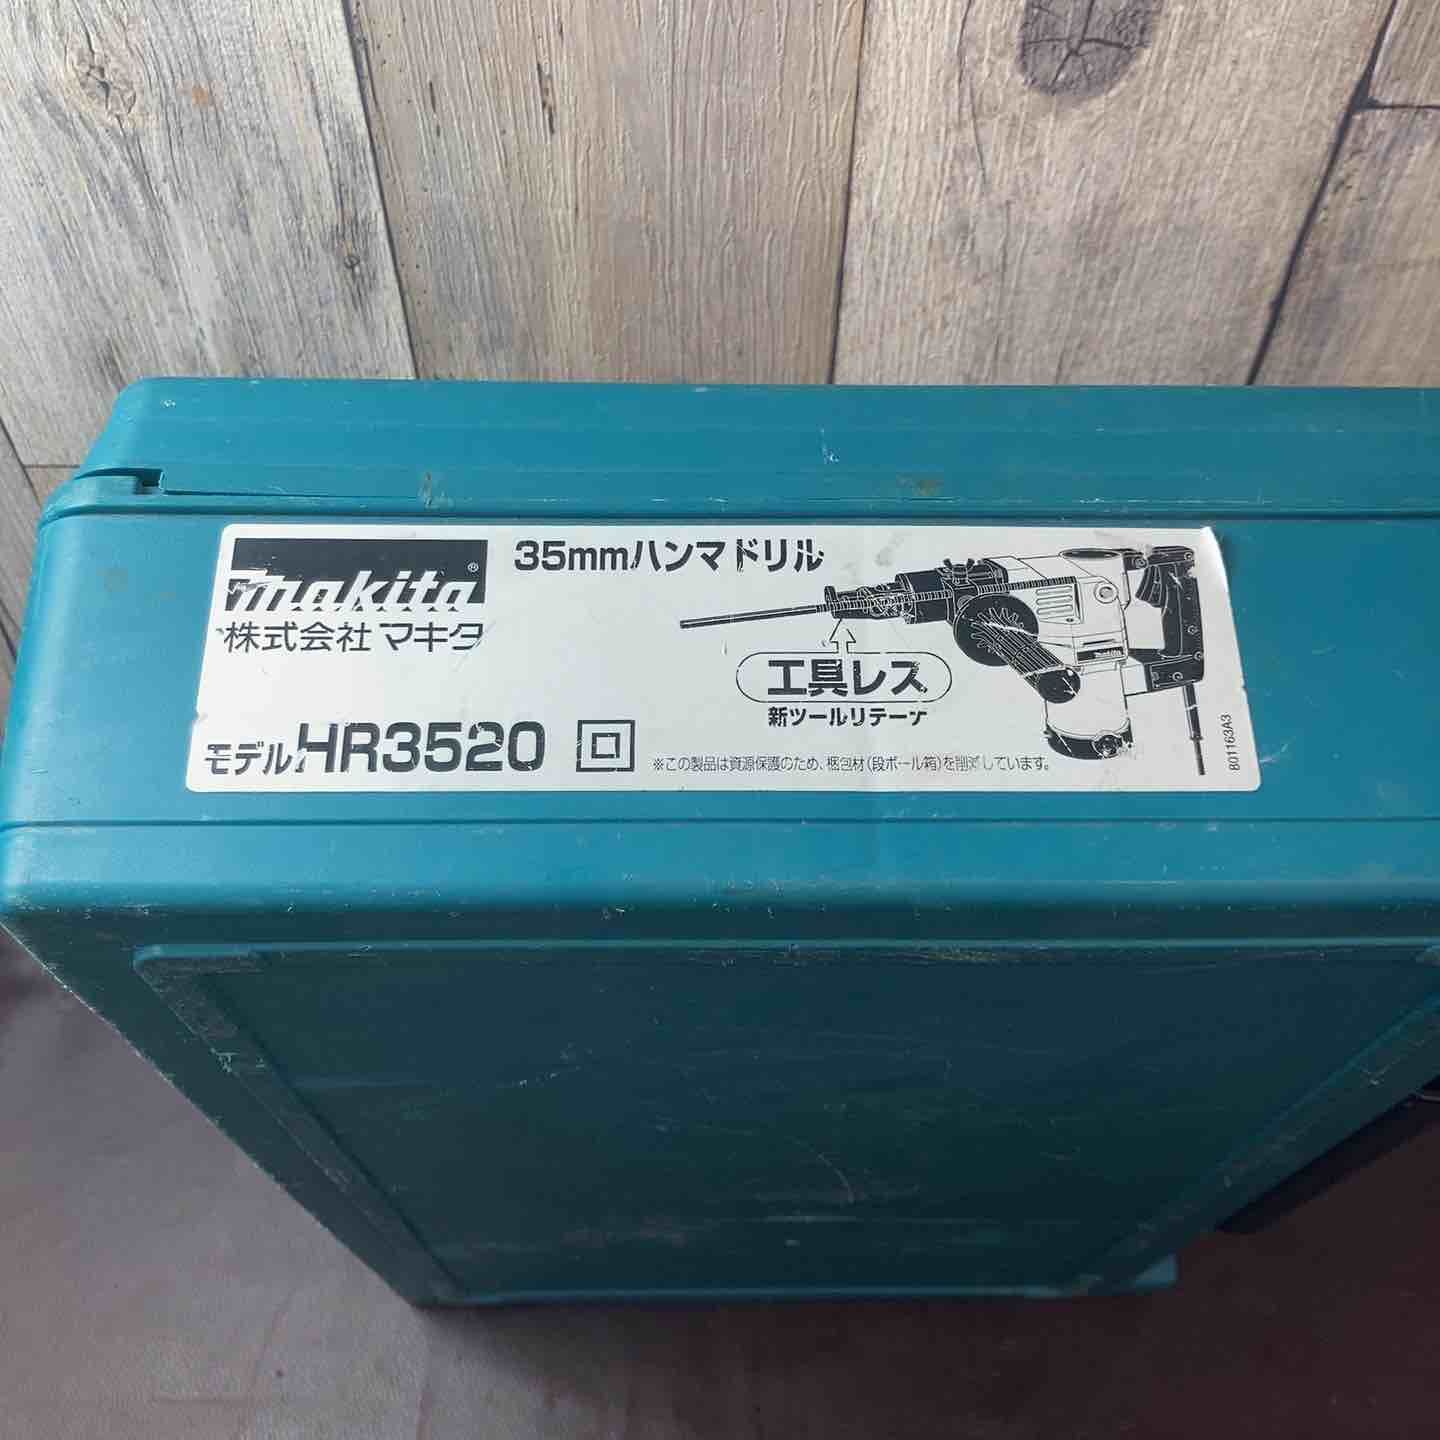 makita®
株式会社 マキタ
35mmハンマドリル
工具レス
新ツールリテーナ
モデルHR3520
※この製品は資源保護のため、梱包材(段ボール箱)を削減しています。
makita
801163A3